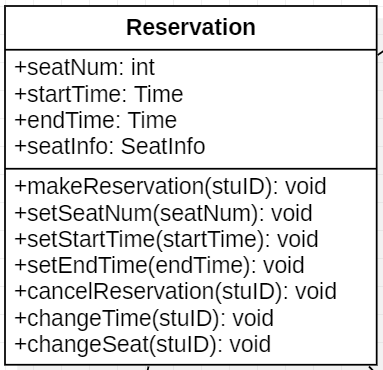 Reservation
+seatNum: int
+startTime: Time
+endTime: Time
+seatInfo: SeatInfo
+makeReservation(stuID): void
+setSeatNum(seatNum): void
+setStartTime(startTime): void
+setEndTime(endTime): void
+cancelReservation(stuID): void
+changeTime(stuID): void
+changeSeat(stuID): void